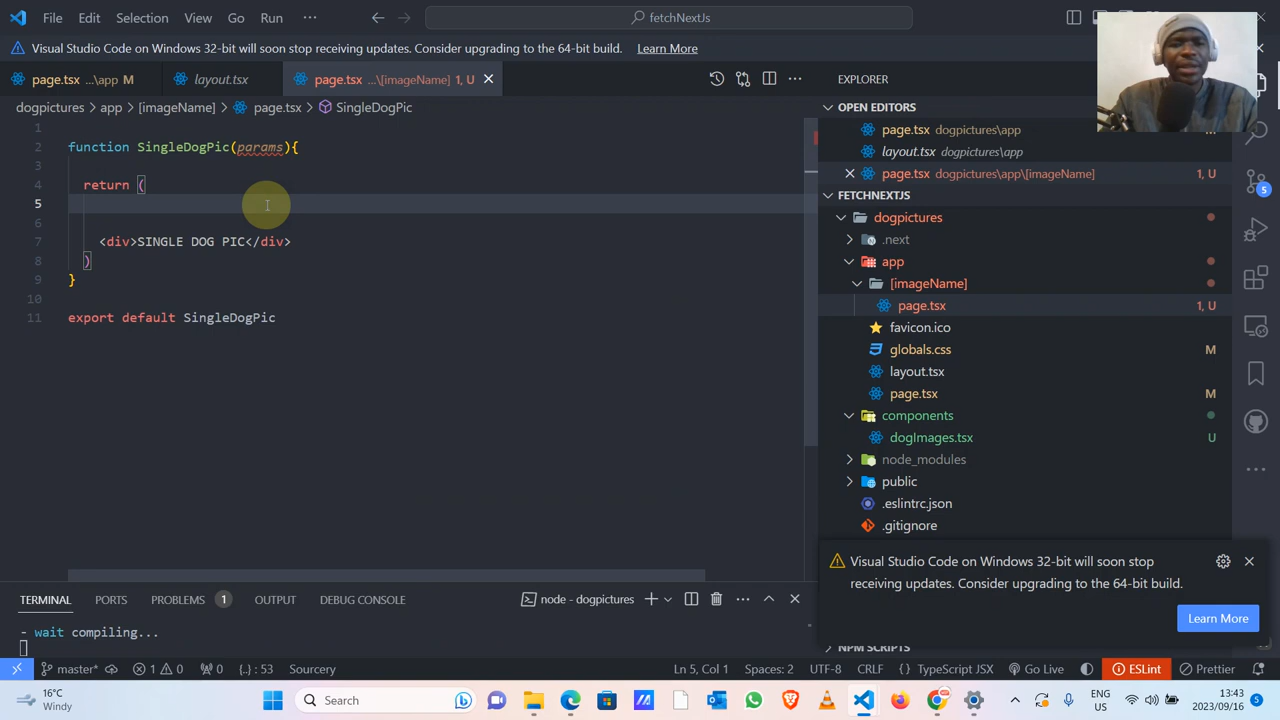 File Edit Selection View Go Run ··· fetchNextJs
Visual Studio Code on Windows 32-bit will soon stop receiving updates. Consider upgrading to the 64-bit build. Learn More
page.tsx ...\app M layout.tsx page.tsx ...\[imageName] 1, U
dogpictures > app > [imageName] > page.tsx > SingleDogPic
1
2 function SingleDogPic(params){
3
4 return (
5
6
7 <div>SINGLE DOG PIC</div>
8 )
9 }
10
11 export default SingleDogPic
EXPLORER
OPEN EDITORS
page.tsx dogpictures\app
layout.tsx dogpictures\app
page.tsx dogpictures\app\[imageName] 1, U
FETCHNEXTJS
dogpictures
.next
app
[imageName]
page.tsx 1, U
favicon.ico
globals.css M
layout.tsx
page.tsx M
components
dogImages.tsx U
node_modules
public
.eslintrc.json
.gitignore
NPM SCRIPTS
5
Visual Studio Code on Windows 32-bit will soon stop
receiving updates. Consider upgrading to the 64-bit build.
Learn More
TERMINAL PORTS PROBLEMS 1 OUTPUT DEBUG CONSOLE node - dogpictures
- wait compiling...
master* 1 0 0 {..} : 53 Sourcery Ln 5, Col 1 Spaces: 2 UTF-8 CRLF { } TypeScript JSX Go Live ESLint Prettier
16°C
Windy
Search
ENG
US
13:43
2023/09/16
5